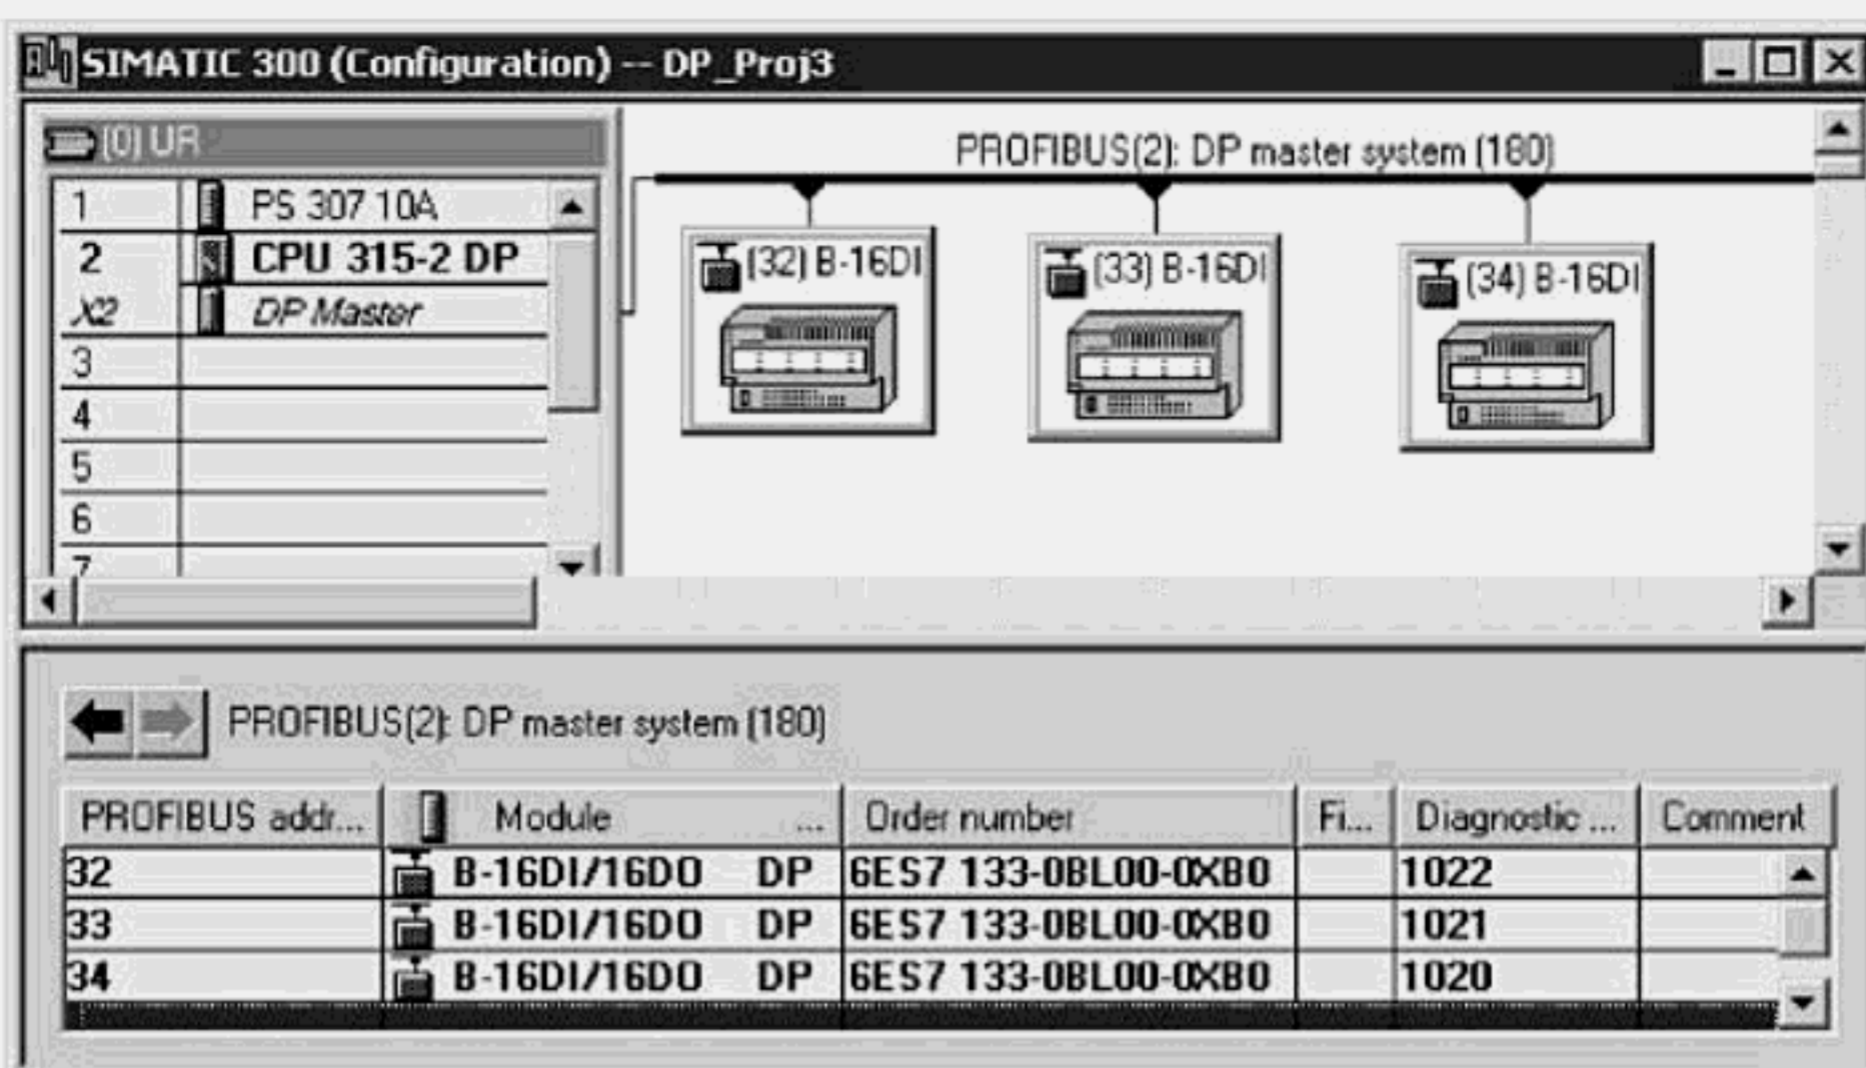 SIMATIC 300 (Configuration) -- DP_Proj3
(0) UR
1 PS 307 10A
2 CPU 315-2 DP
X2 DP Master
3
4
5
6
7
PROFIBUS(2): DP master system (180)
(32) B-16DI
(33) B-16DI
(34) B-16DI
PROFIBUS(2): DP master system (180)
PROFIBUS addr... Module ... Order number Fi... Diagnostic ... Comment
32 B-16DI/16DO DP 6ES7 133-0BL00-0XB0 1022
33 B-16DI/16DO DP 6ES7 133-0BL00-0XB0 1021
34 B-16DI/16DO DP 6ES7 133-0BL00-0XB0 1020